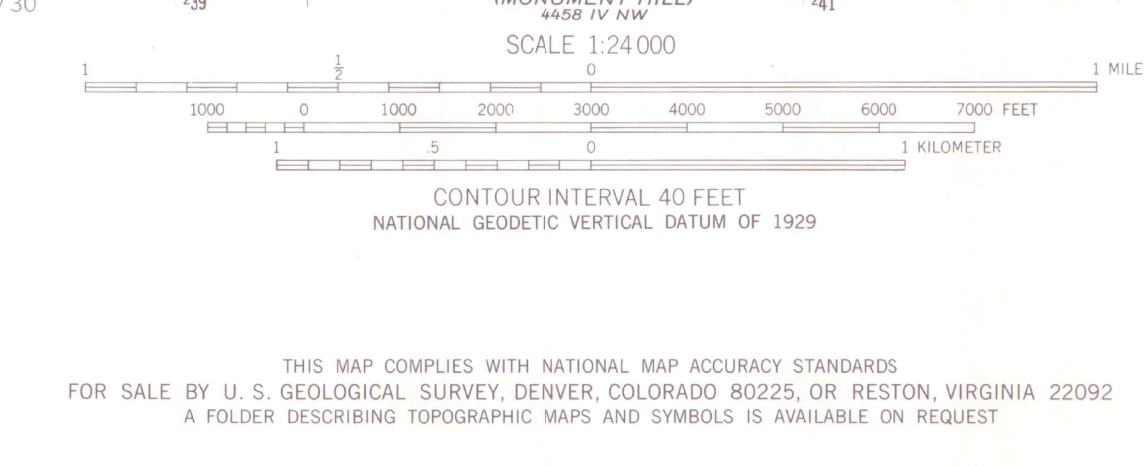 730 239 (MONUMENT HILL) 241
4458 IV NW
SCALE 1:24 000
1 1/2 0 1 MILE
1000 0 1000 2000 3000 4000 5000 6000 7000 FEET
1 .5 0 1 KILOMETER
CONTOUR INTERVAL 40 FEET
NATIONAL GEODETIC VERTICAL DATUM OF 1929
THIS MAP COMPLIES WITH NATIONAL MAP ACCURACY STANDARDS
FOR SALE BY U. S. GEOLOGICAL SURVEY, DENVER, COLORADO 80225, OR RESTON, VIRGINIA 22092
A FOLDER DESCRIBING TOPOGRAPHIC MAPS AND SYMBOLS IS AVAILABLE ON REQUEST